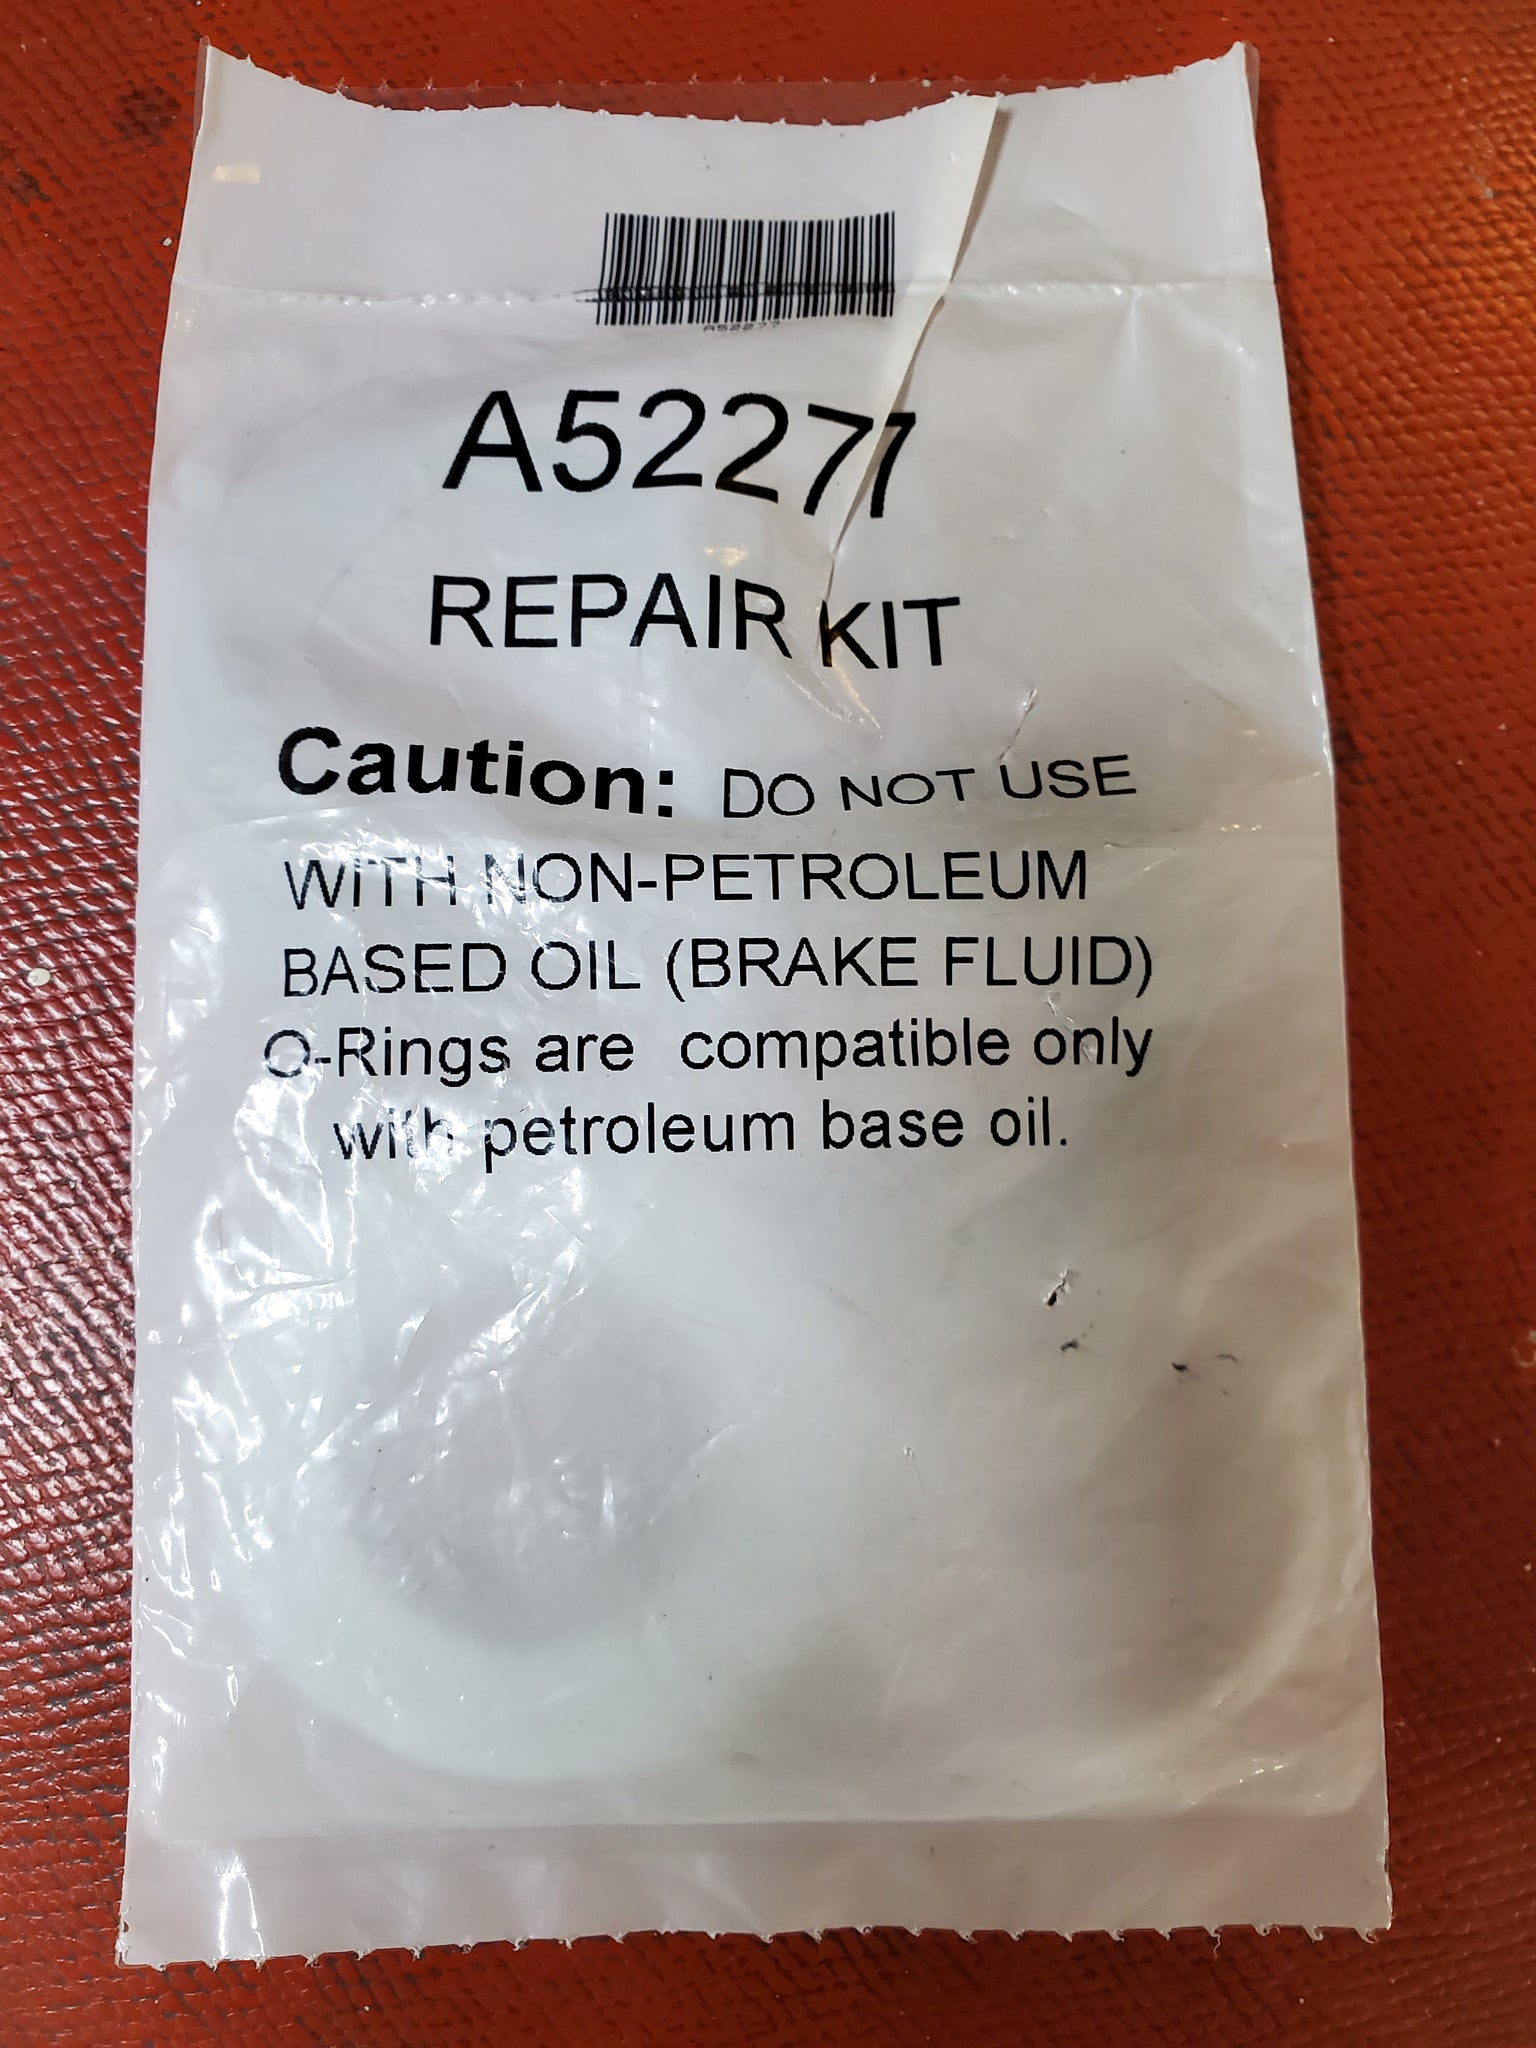 A52277
A52277
REPAIR KIT
Caution: DO NOT USE
WITH NON-PETROLEUM
BASED OIL (BRAKE FLUID)
O-Rings are compatible only
with petroleum base oil.